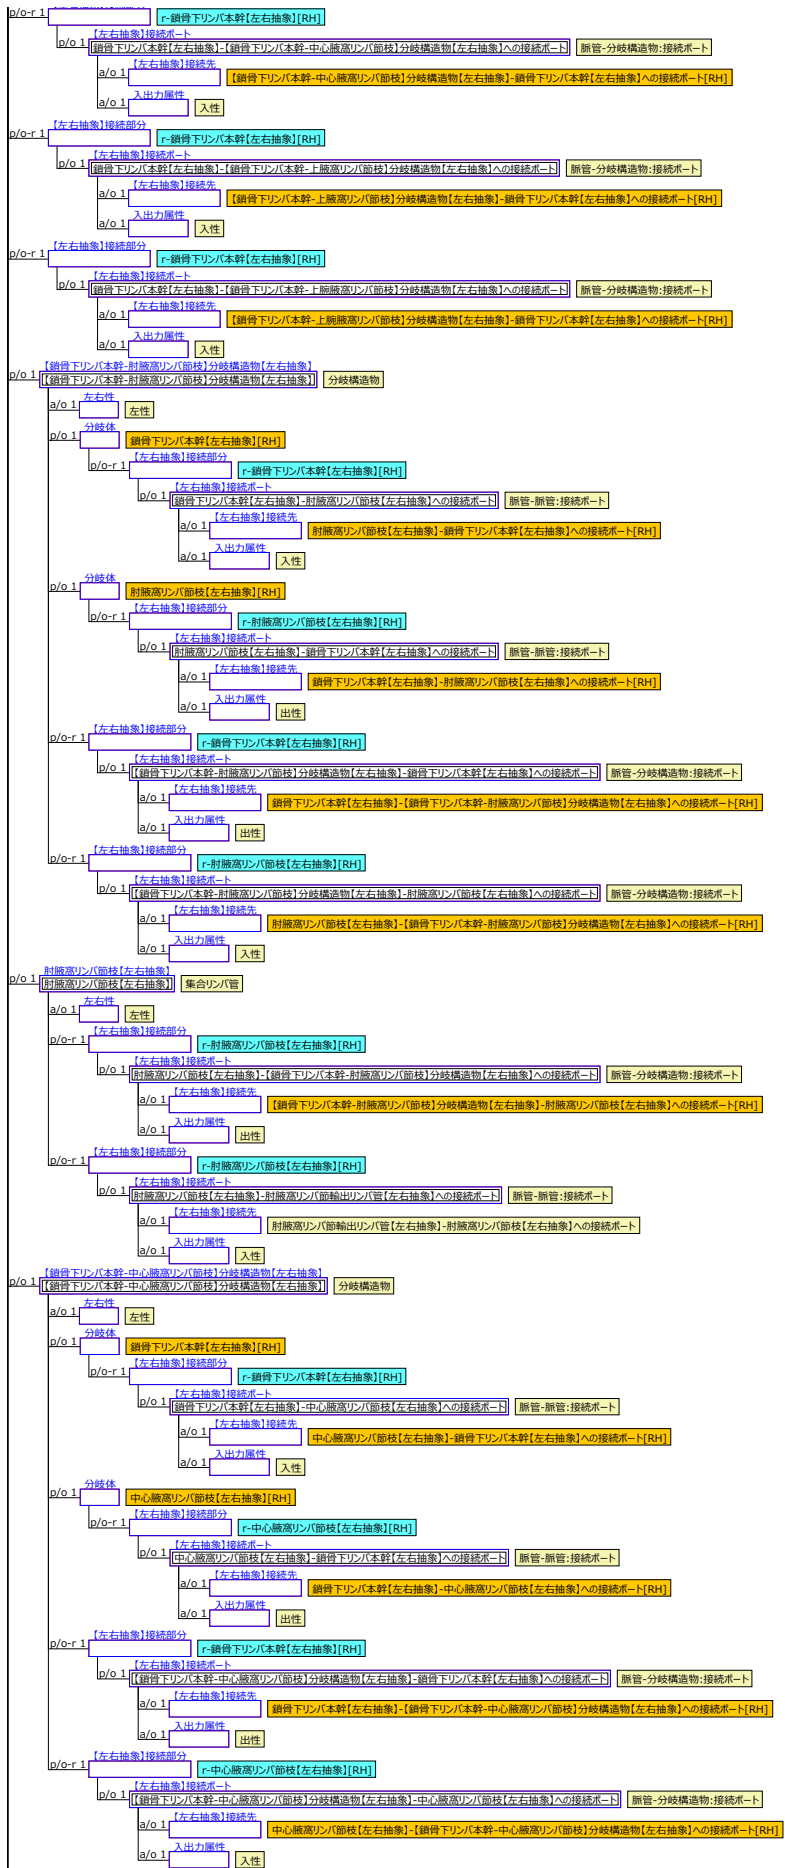 p/o-r 1 r-鎖骨下リンパ本幹【左右抽象】[RH]
【左右抽象】接続ポート
p/o 1 鎖骨下リンパ本幹【左右抽象】-【鎖骨下リンパ本幹-中心腋窩リンパ節枝】分岐構造物【左右抽象】への接続ポート 脈管-分岐構造物:接続ポート
【左右抽象】接続先
a/o 1 【鎖骨下リンパ本幹-中心腋窩リンパ節枝】分岐構造物【左右抽象】-鎖骨下リンパ本幹【左右抽象】への接続ポート[RH]
入出力属性
a/o 1 入性
【左右抽象】接続部分
p/o-r 1 r-鎖骨下リンパ本幹【左右抽象】[RH]
【左右抽象】接続ポート
p/o 1 鎖骨下リンパ本幹【左右抽象】-【鎖骨下リンパ本幹-上腋窩リンパ節枝】分岐構造物【左右抽象】への接続ポート 脈管-分岐構造物:接続ポート
【左右抽象】接続先
a/o 1 【鎖骨下リンパ本幹-上腋窩リンパ節枝】分岐構造物【左右抽象】-鎖骨下リンパ本幹【左右抽象】への接続ポート[RH]
入出力属性
a/o 1 入性
【左右抽象】接続部分
p/o-r 1 r-鎖骨下リンパ本幹【左右抽象】[RH]
【左右抽象】接続ポート
p/o 1 鎖骨下リンパ本幹【左右抽象】-【鎖骨下リンパ本幹-上腕腋窩リンパ節枝】分岐構造物【左右抽象】への接続ポート 脈管-分岐構造物:接続ポート
【左右抽象】接続先
a/o 1 【鎖骨下リンパ本幹-上腕腋窩リンパ節枝】分岐構造物【左右抽象】-鎖骨下リンパ本幹【左右抽象】への接続ポート[RH]
入出力属性
a/o 1 入性
【鎖骨下リンパ本幹-肘腋窩リンパ節枝】分岐構造物【左右抽象】
p/o 1 【鎖骨下リンパ本幹-肘腋窩リンパ節枝】分岐構造物【左右抽象】 分岐構造物
左右性
a/o 1 左性
分岐体
p/o 1 鎖骨下リンパ本幹【左右抽象】[RH]
【左右抽象】接続部分
p/o-r 1 r-鎖骨下リンパ本幹【左右抽象】[RH]
【左右抽象】接続ポート
p/o 1 鎖骨下リンパ本幹【左右抽象】-肘腋窩リンパ節枝【左右抽象】への接続ポート 脈管-脈管:接続ポート
【左右抽象】接続先
a/o 1 肘腋窩リンパ節枝【左右抽象】-鎖骨下リンパ本幹【左右抽象】への接続ポート[RH]
入出力属性
a/o 1 入性
分岐体
p/o 1 肘腋窩リンパ節枝【左右抽象】[RH]
【左右抽象】接続部分
p/o-r 1 r-肘腋窩リンパ節枝【左右抽象】[RH]
【左右抽象】接続ポート
p/o 1 肘腋窩リンパ節枝【左右抽象】-鎖骨下リンパ本幹【左右抽象】への接続ポート 脈管-脈管:接続ポート
【左右抽象】接続先
a/o 1 鎖骨下リンパ本幹【左右抽象】-肘腋窩リンパ節枝【左右抽象】への接続ポート[RH]
入出力属性
a/o 1 出性
【左右抽象】接続部分
p/o-r 1 r-鎖骨下リンパ本幹【左右抽象】[RH]
【左右抽象】接続ポート
p/o 1 【鎖骨下リンパ本幹-肘腋窩リンパ節枝】分岐構造物【左右抽象】-鎖骨下リンパ本幹【左右抽象】への接続ポート 脈管-分岐構造物:接続ポート
【左右抽象】接続先
a/o 1 鎖骨下リンパ本幹【左右抽象】-【鎖骨下リンパ本幹-肘腋窩リンパ節枝】分岐構造物【左右抽象】への接続ポート[RH]
入出力属性
a/o 1 出性
【左右抽象】接続部分
p/o-r 1 r-肘腋窩リンパ節枝【左右抽象】[RH]
【左右抽象】接続ポート
p/o 1 【鎖骨下リンパ本幹-肘腋窩リンパ節枝】分岐構造物【左右抽象】-肘腋窩リンパ節枝【左右抽象】への接続ポート 脈管-分岐構造物:接続ポート
【左右抽象】接続先
a/o 1 肘腋窩リンパ節枝【左右抽象】-【鎖骨下リンパ本幹-肘腋窩リンパ節枝】分岐構造物【左右抽象】への接続ポート[RH]
入出力属性
a/o 1 入性
肘腋窩リンパ節枝【左右抽象】
p/o 1 肘腋窩リンパ節枝【左右抽象】 集合リンパ管
左右性
a/o 1 左性
【左右抽象】接続部分
p/o-r 1 r-肘腋窩リンパ節枝【左右抽象】[RH]
【左右抽象】接続ポート
p/o 1 肘腋窩リンパ節枝【左右抽象】-【鎖骨下リンパ本幹-肘腋窩リンパ節枝】分岐構造物【左右抽象】への接続ポート 脈管-分岐構造物:接続ポート
【左右抽象】接続先
a/o 1 【鎖骨下リンパ本幹-肘腋窩リンパ節枝】分岐構造物【左右抽象】-肘腋窩リンパ節枝【左右抽象】への接続ポート[RH]
入出力属性
a/o 1 出性
【左右抽象】接続部分
p/o-r 1 r-肘腋窩リンパ節枝【左右抽象】[RH]
【左右抽象】接続ポート
p/o 1 肘腋窩リンパ節枝【左右抽象】-肘腋窩リンパ節輸出リンパ管【左右抽象】への接続ポート 脈管-脈管:接続ポート
【左右抽象】接続先
a/o 1 肘腋窩リンパ節輸出リンパ管【左右抽象】-肘腋窩リンパ節枝【左右抽象】への接続ポート
入出力属性
a/o 1 入性
【鎖骨下リンパ本幹-中心腋窩リンパ節枝】分岐構造物【左右抽象】
p/o 1 【鎖骨下リンパ本幹-中心腋窩リンパ節枝】分岐構造物【左右抽象】 分岐構造物
左右性
a/o 1 左性
分岐体
p/o 1 鎖骨下リンパ本幹【左右抽象】[RH]
【左右抽象】接続部分
p/o-r 1 r-鎖骨下リンパ本幹【左右抽象】[RH]
【左右抽象】接続ポート
p/o 1 鎖骨下リンパ本幹【左右抽象】-中心腋窩リンパ節枝【左右抽象】への接続ポート 脈管-脈管:接続ポート
【左右抽象】接続先
a/o 1 中心腋窩リンパ節枝【左右抽象】-鎖骨下リンパ本幹【左右抽象】への接続ポート[RH]
入出力属性
a/o 1 入性
分岐体
p/o 1 中心腋窩リンパ節枝【左右抽象】[RH]
【左右抽象】接続部分
p/o-r 1 r-中心腋窩リンパ節枝【左右抽象】[RH]
【左右抽象】接続ポート
p/o 1 中心腋窩リンパ節枝【左右抽象】-鎖骨下リンパ本幹【左右抽象】への接続ポート 脈管-脈管:接続ポート
【左右抽象】接続先
a/o 1 鎖骨下リンパ本幹【左右抽象】-中心腋窩リンパ節枝【左右抽象】への接続ポート[RH]
入出力属性
a/o 1 出性
【左右抽象】接続部分
p/o-r 1 r-鎖骨下リンパ本幹【左右抽象】[RH]
【左右抽象】接続ポート
p/o 1 【鎖骨下リンパ本幹-中心腋窩リンパ節枝】分岐構造物【左右抽象】-鎖骨下リンパ本幹【左右抽象】への接続ポート 脈管-分岐構造物:接続ポート
【左右抽象】接続先
a/o 1 鎖骨下リンパ本幹【左右抽象】-【鎖骨下リンパ本幹-中心腋窩リンパ節枝】分岐構造物【左右抽象】への接続ポート[RH]
入出力属性
a/o 1 出性
【左右抽象】接続部分
p/o-r 1 r-中心腋窩リンパ節枝【左右抽象】[RH]
【左右抽象】接続ポート
p/o 1 【鎖骨下リンパ本幹-中心腋窩リンパ節枝】分岐構造物【左右抽象】-中心腋窩リンパ節枝【左右抽象】への接続ポート 脈管-分岐構造物:接続ポート
【左右抽象】接続先
a/o 1 中心腋窩リンパ節枝【左右抽象】-【鎖骨下リンパ本幹-中心腋窩リンパ節枝】分岐構造物【左右抽象】への接続ポート[RH]
入出力属性
a/o 1 入性